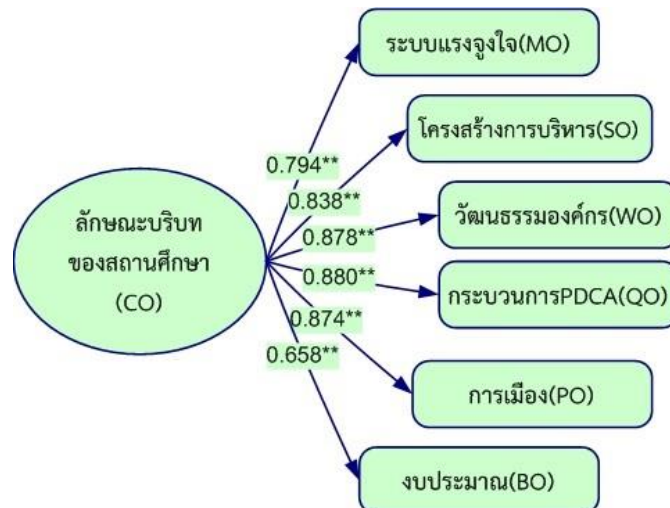 ระบบแรงจูงใจ(MO)
โครงสร้างการบริหาร(SO)
0.794**
0.838**
ลักษณะบริบท
ของสถานศึกษา
(CO)
วัฒนธรรมองค์กร(WO)
0.878**
0.880**
กระบวนการPDCA(QO)
0.874**
0.658**
การเมือง(PO)
งบประมาณ(BO)